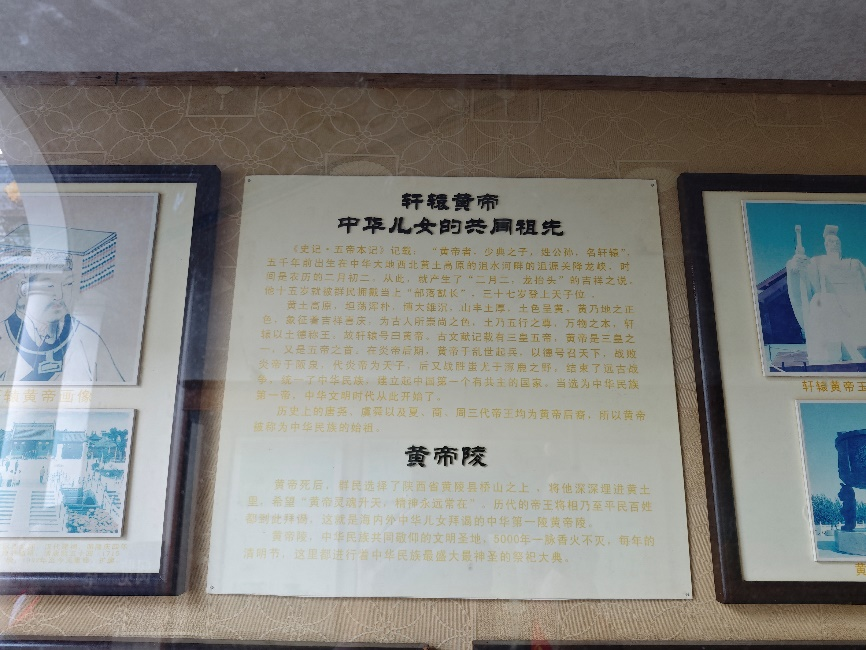 轩辕黄帝
中华儿女的共同祖先
《史记·五帝本记》记载：“黄帝者，少典之子，姓公孙，名轩辕”，
五千年前出生在中华大地西北黄土高原的沮水河畔的沮源关降龙峡，时
间是农历的二月初二，从此，就产生了“二月二，龙抬头”的吉祥之说，
他十五岁就被群民拥戴当上“部落酋长”，三十七岁登上天子位．
黄土高原，坦荡淳朴，博大雄浑，山丰土厚，土色呈黄，黄乃地之正
色，象征着吉祥喜庆，为古人所崇尚之色，土乃五行之尊，万物之本，轩
辕以土德称王，故轩辕号曰黄帝，古文献记载有三皇五帝，黄帝是三皇之
一，又是五帝之首，在炎帝后期，黄帝于乱世起兵，以德号召天下，战败
炎帝于阪泉，代炎帝为天子，后又战胜蚩尤于涿鹿之野，结束了远古战
争，统一了中华民族，建立起中国第一个有共主的国家，当选为中华民族
第一帝，中华文明时代从此开始了。
历史上的唐尧，虞舜以及夏、商、周三代帝王均为黄帝后裔，所以黄帝
被称为中华民族的始祖．
黄帝陵
黄帝死后，群民选择了陕西省黄陵县桥山之上，将他深深埋进黄土
里，希望“黄帝灵魂升天，精神永远常在”，历代的帝王将相乃至平民百姓
都到此拜谒，这就是海内外中华儿女拜谒的中华第一陵黄帝陵。
黄帝陵，中华民族共同敬仰的文明圣地，5000年一脉香火不灭，每年的
清明节，这里都进行着中华民族最盛大最神圣的祭祀大典。
辕黄帝画像
轩辕黄帝玉
黄